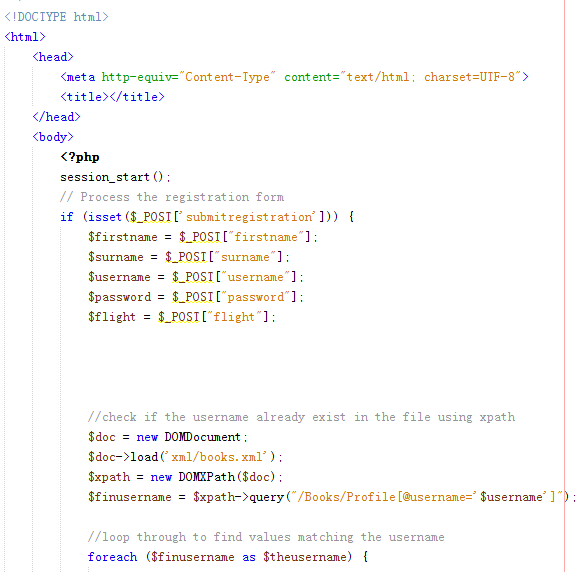 <!DOCTYPE html>
<html>
<head>
<meta http-equiv="Content-Type" content="text/html; charset=UTF-8">
<title></title>
</head>
<body>
<?php
session_start();
// Process the registration form
if (isset($_POST['submitregistration'])) {
$firstname = $_POST["firstname"];
$surname = $_POST["surname"];
$username = $_POST["username"];
$password = $_POST["password"];
$flight = $_POST["flight"];
//check if the username already exist in the file using xpath
$doc = new DOMDocument;
$doc->load('xml/books.xml');
$xpath = new DOMXPath($doc);
$finusername = $xpath->query("/Books/Profile[@username='$username']");
//loop through to find values matching the username
foreach ($finusername as $theusername) {